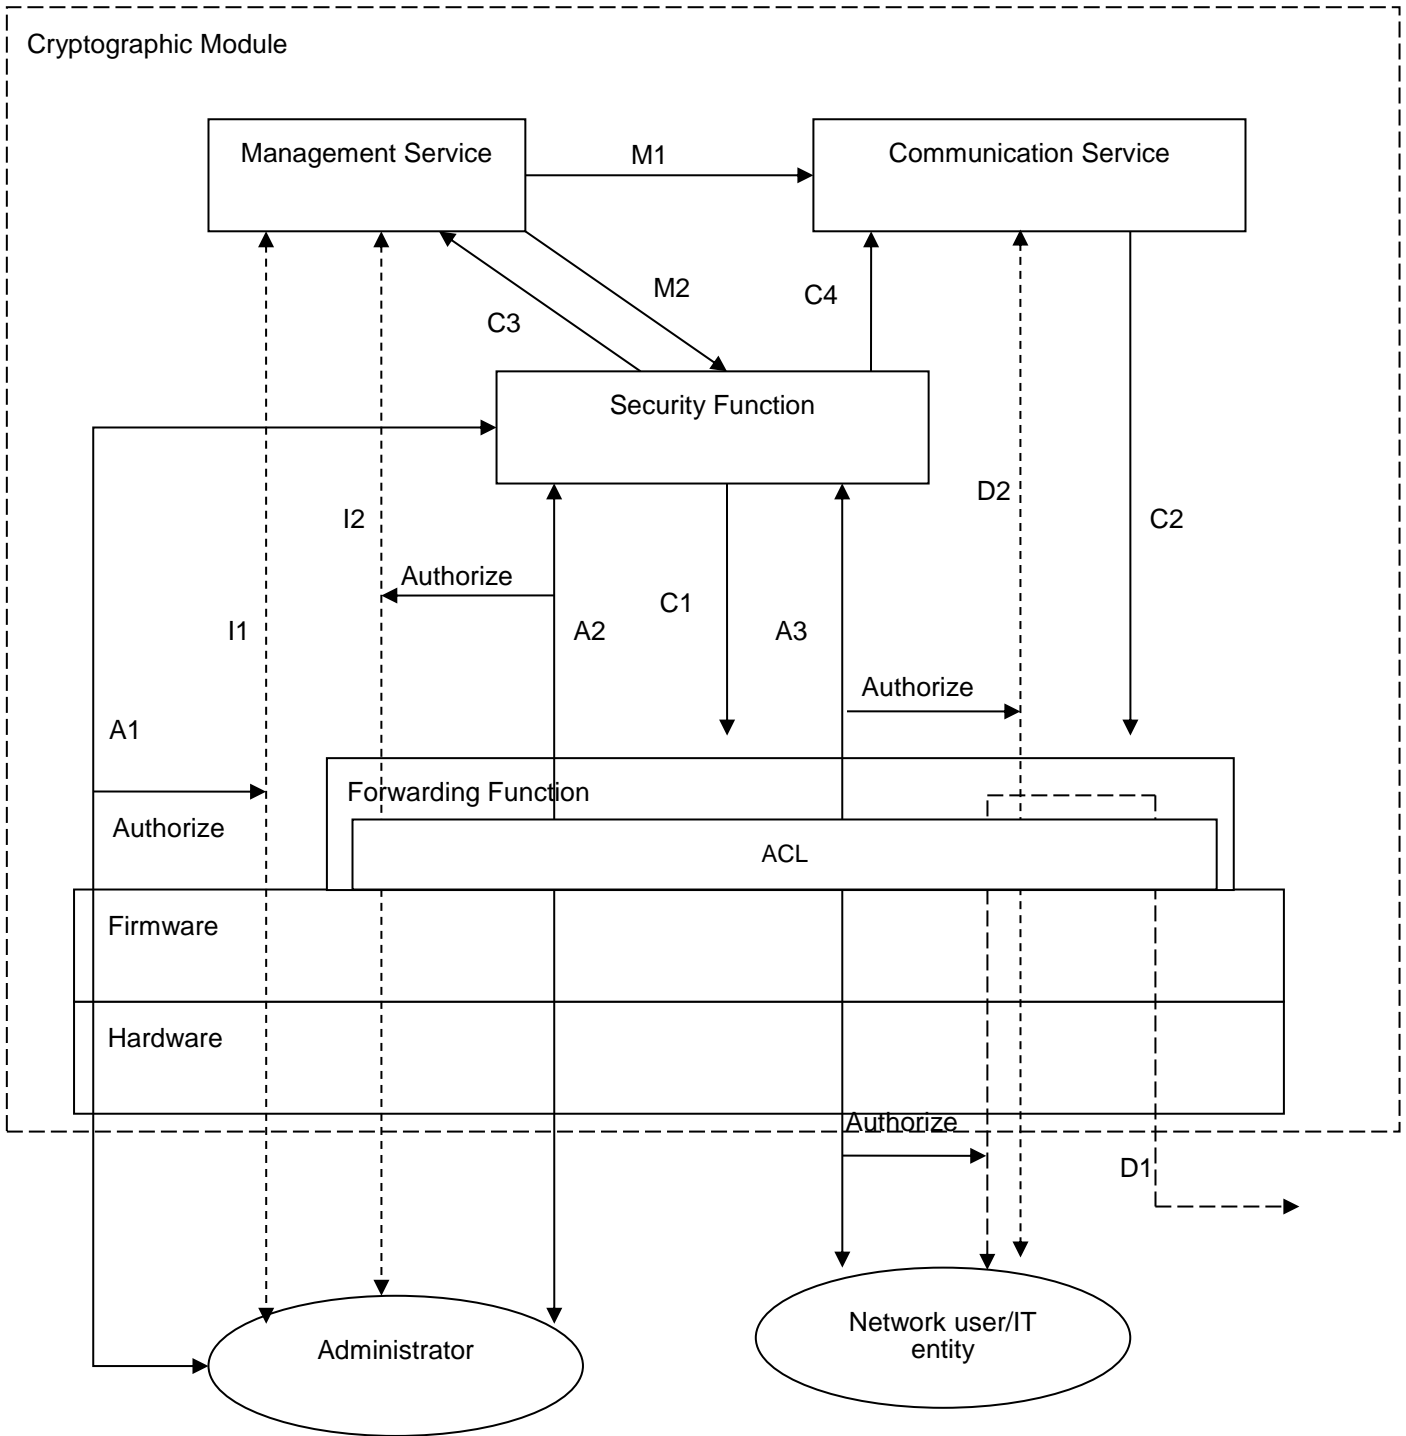 Cryptographic Module
Management Service
M1
Communication Service
M2
C4
C3
Security Function
D2
I2
C2
Authorize
C1
I1
A2
A3
Authorize
A1
Forwarding Function
Authorize
ACL
Firmware
Hardware
Authorize
D1
Network user/IT
entity
Administrator